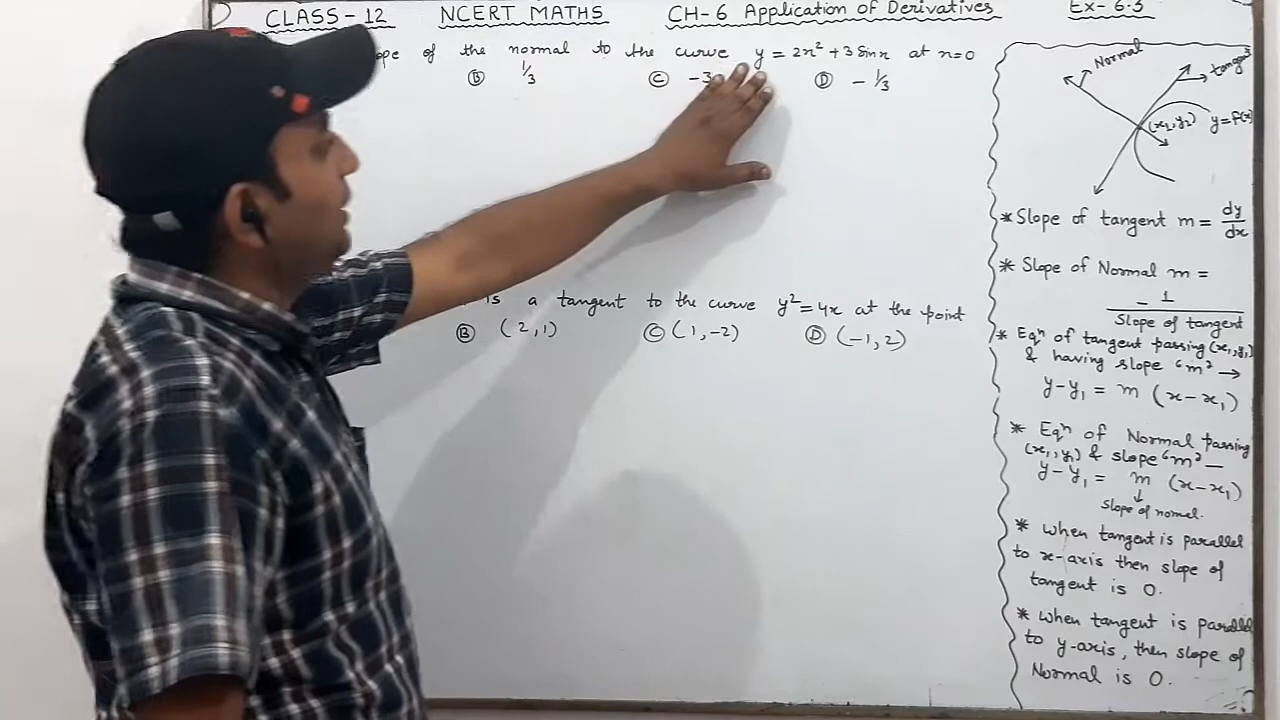 CLASS-12 NCERT MATHS CH-6 Application of Derivatives Ex-6.3
of the normal to the curve y = 2x² + 3 sinx at x=0
Ⓑ 1/3 Ⓒ -3 Ⓓ -1/3
is a tangent to the curve y²=4x at the point
Ⓑ (2,1) Ⓒ (1,-2) Ⓓ (-1,2)
Normal
tangent
(x₂,y₂) y=f(x)
* Slope of tangent m = dy/dx
* Slope of Normal m =
- 1/Slope of tangent
* Eqⁿ of tangent passing (x₁,y₁)
& having slope "m" →
y-y₁ = m (x-x₁)
* Eqⁿ of Normal passing
(x₁,y₁) & slope "m" —
y-y₁ = m (x-x₁)
↓
Slope of nomel.
* when tangent is parallel
to x-axis then slope of
tangent is 0.
* when tangent is parallel
to y-axis, then slope of
Normal is 0.